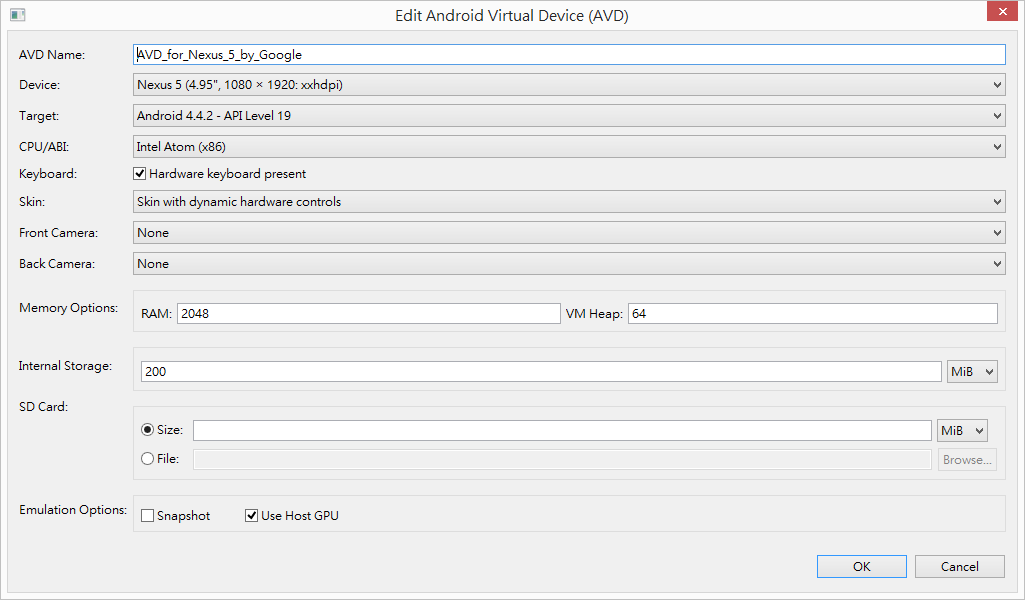 Edit Android Virtual Device (AVD)
AVD Name: AVD_for_Nexus_5_by_Google
Device: Nexus 5 (4.95", 1080 × 1920: xxhdpi)
Target: Android 4.4.2 - API Level 19
CPU/ABI: Intel Atom (x86)
Keyboard: Hardware keyboard present
Skin: Skin with dynamic hardware controls
Front Camera: None
Back Camera: None
Memory Options: RAM: 2048 VM Heap: 64
Internal Storage: 200 MiB
SD Card:
Size: MiB
File: Browse...
Emulation Options: Snapshot Use Host GPU
OK Cancel